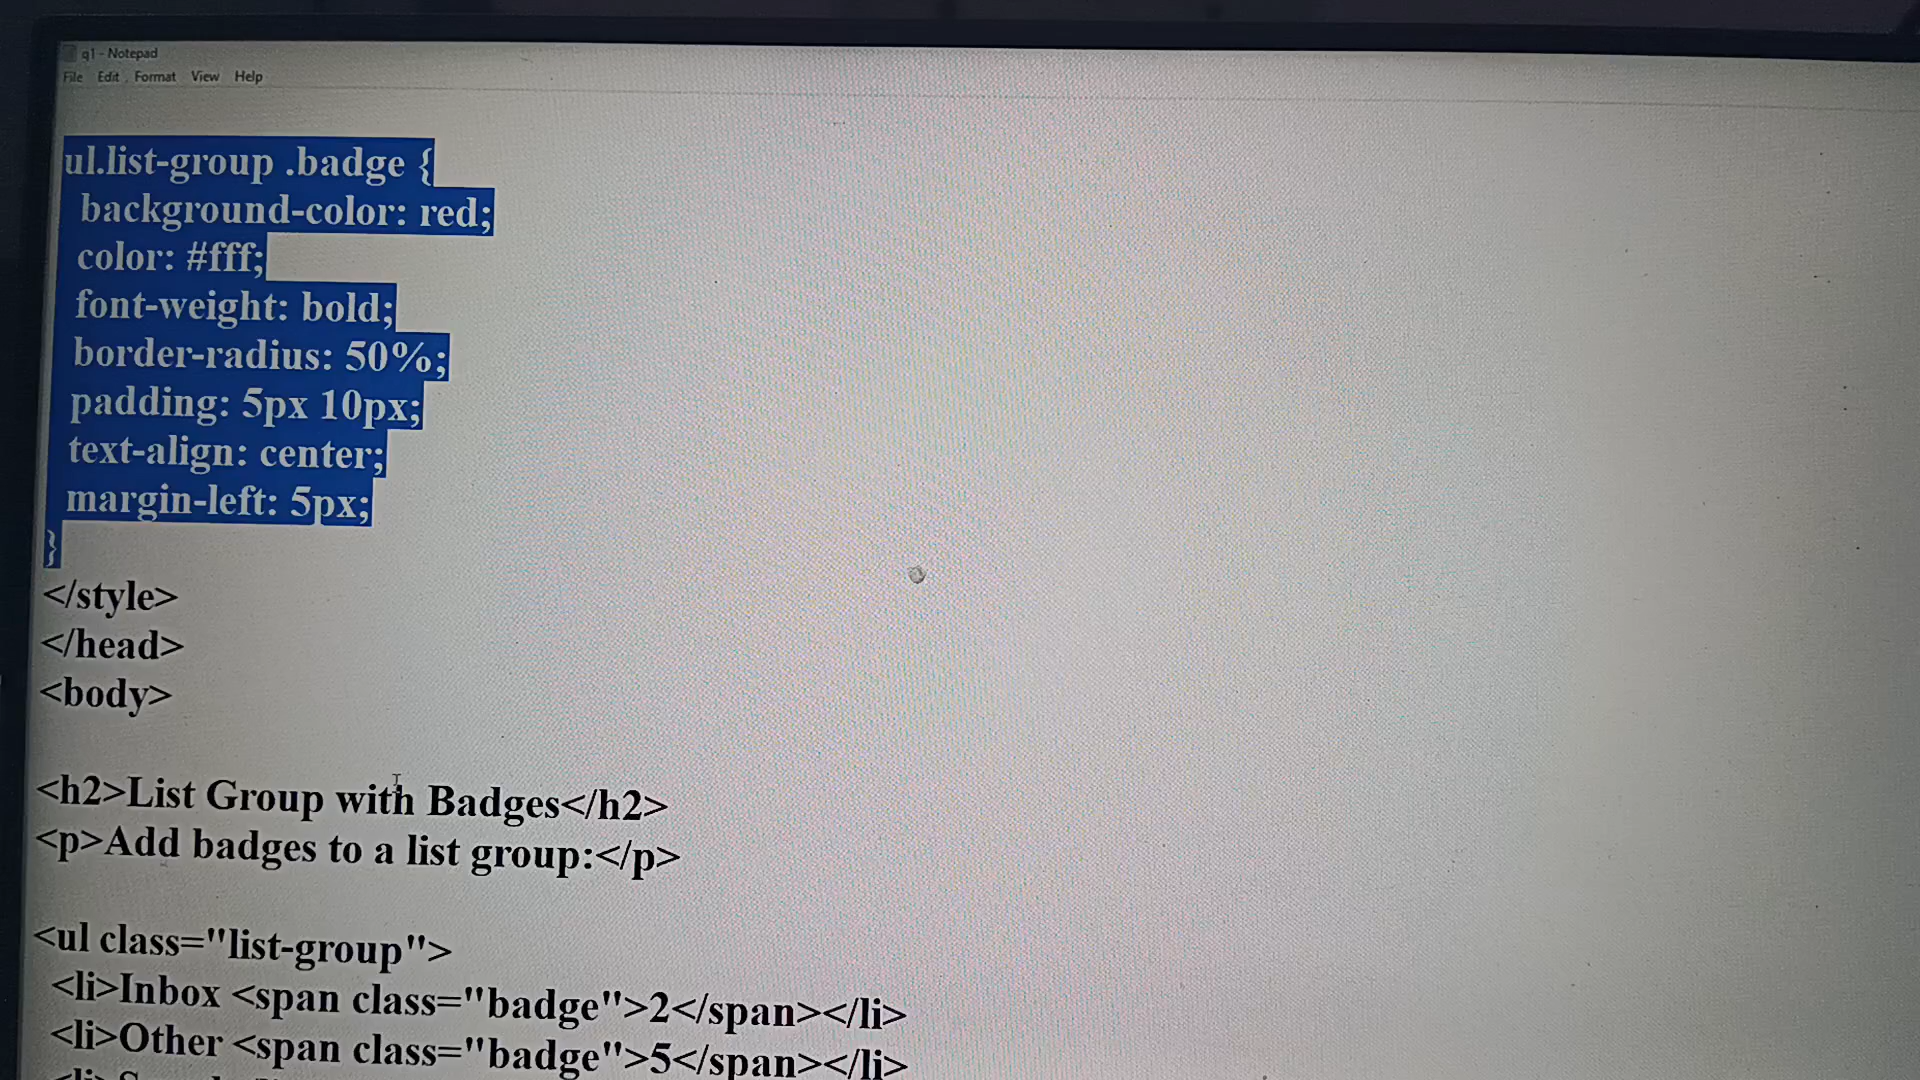 q1 - Notepad
File Edit Format View Help
ul.list-group .badge {
background-color: red;
color: #fff;
font-weight: bold;
border-radius: 50%;
padding: 5px 10px;
text-align: center;
margin-left: 5px;
}
</style>
</head>
<body>
<h2>List Group with Badges</h2>
<p>Add badges to a list group:</p>
<ul class="list-group">
<li>Inbox <span class="badge">2</span></li>
<li>Other <span class="badge">5</span></li>